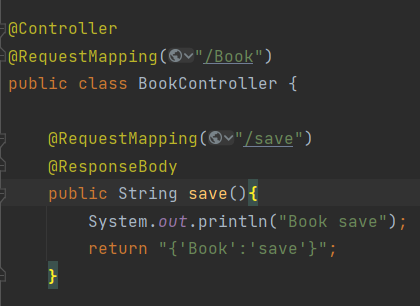 @Controller
@RequestMapping("/Book")
public class BookController {
@RequestMapping("/save")
@ResponseBody
public String save(){
System.out.println("Book save");
return "{'Book':'save'}";
}